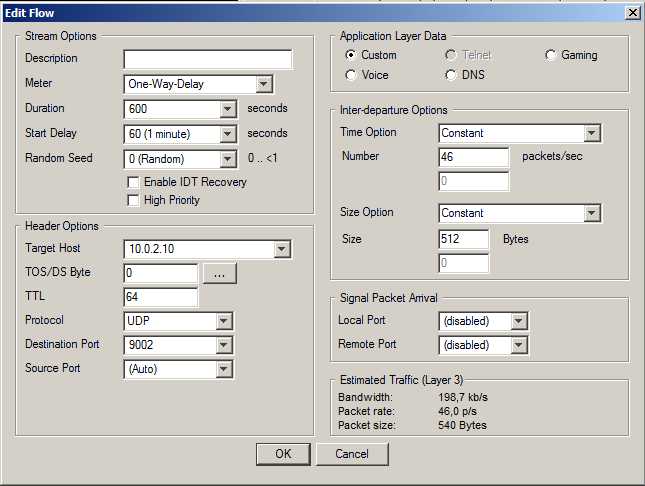 Edit Flow
Stream Options
Description
Meter One-Way-Delay
Duration 600 seconds
Start Delay 60 (1 minute) seconds
Random Seed 0 (Random) 0 .. <1
Enable IDT Recovery
High Priority
Header Options
Target Host 10.0.2.10
TOS/DS Byte 0 ...
TTL 64
Protocol UDP
Destination Port 9002
Source Port (Auto)
Application Layer Data
Custom Telnet Gaming
Voice DNS
Inter-departure Options
Time Option Constant
Number 46 packets/sec
0
Size Option Constant
Size 512 Bytes
0
Signal Packet Arrival
Local Port (disabled)
Remote Port (disabled)
Estimated Traffic (Layer 3)
Bandwidth: 198,7 kb/s
Packet rate: 46,0 p/s
Packet size: 540 Bytes
OK Cancel